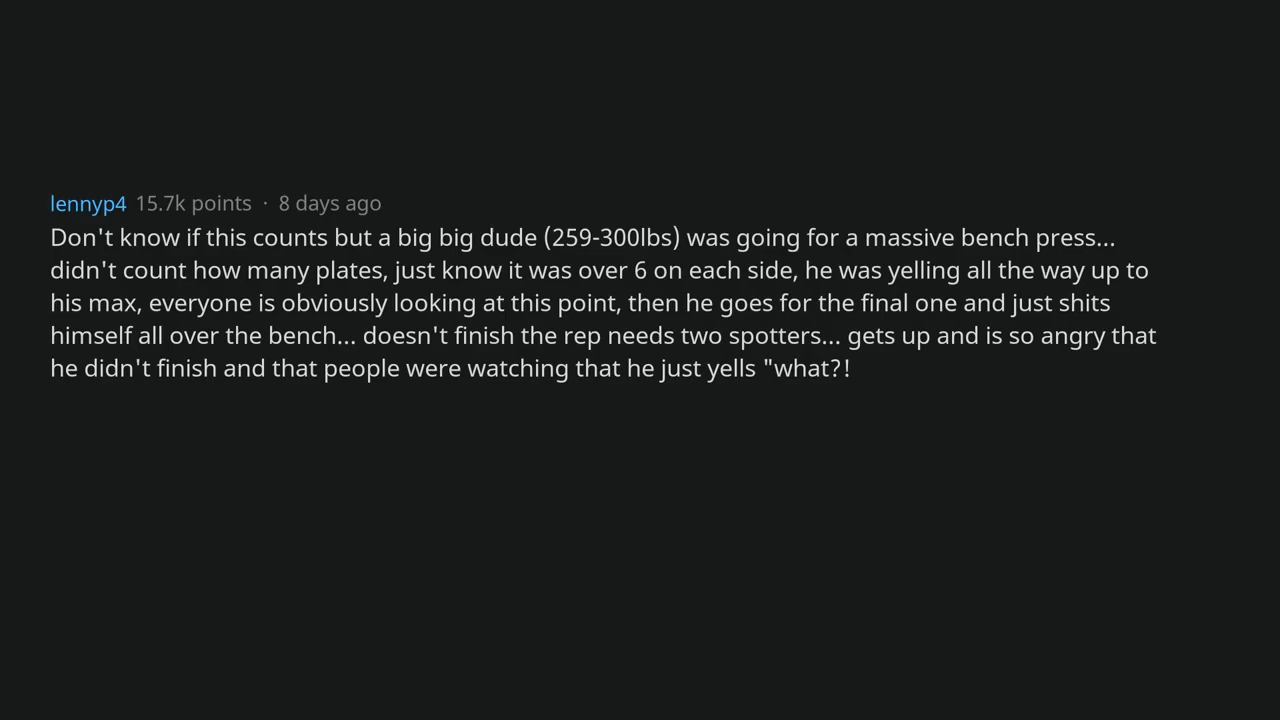 lennyp4 15.7k points · 8 days ago
Don't know if this counts but a big big dude (259-300lbs) was going for a massive bench press...
didn't count how many plates, just know it was over 6 on each side, he was yelling all the way up to
his max, everyone is obviously looking at this point, then he goes for the final one and just shits
himself all over the bench... doesn't finish the rep needs two spotters... gets up and is so angry that
he didn't finish and that people were watching that he just yells "what?!